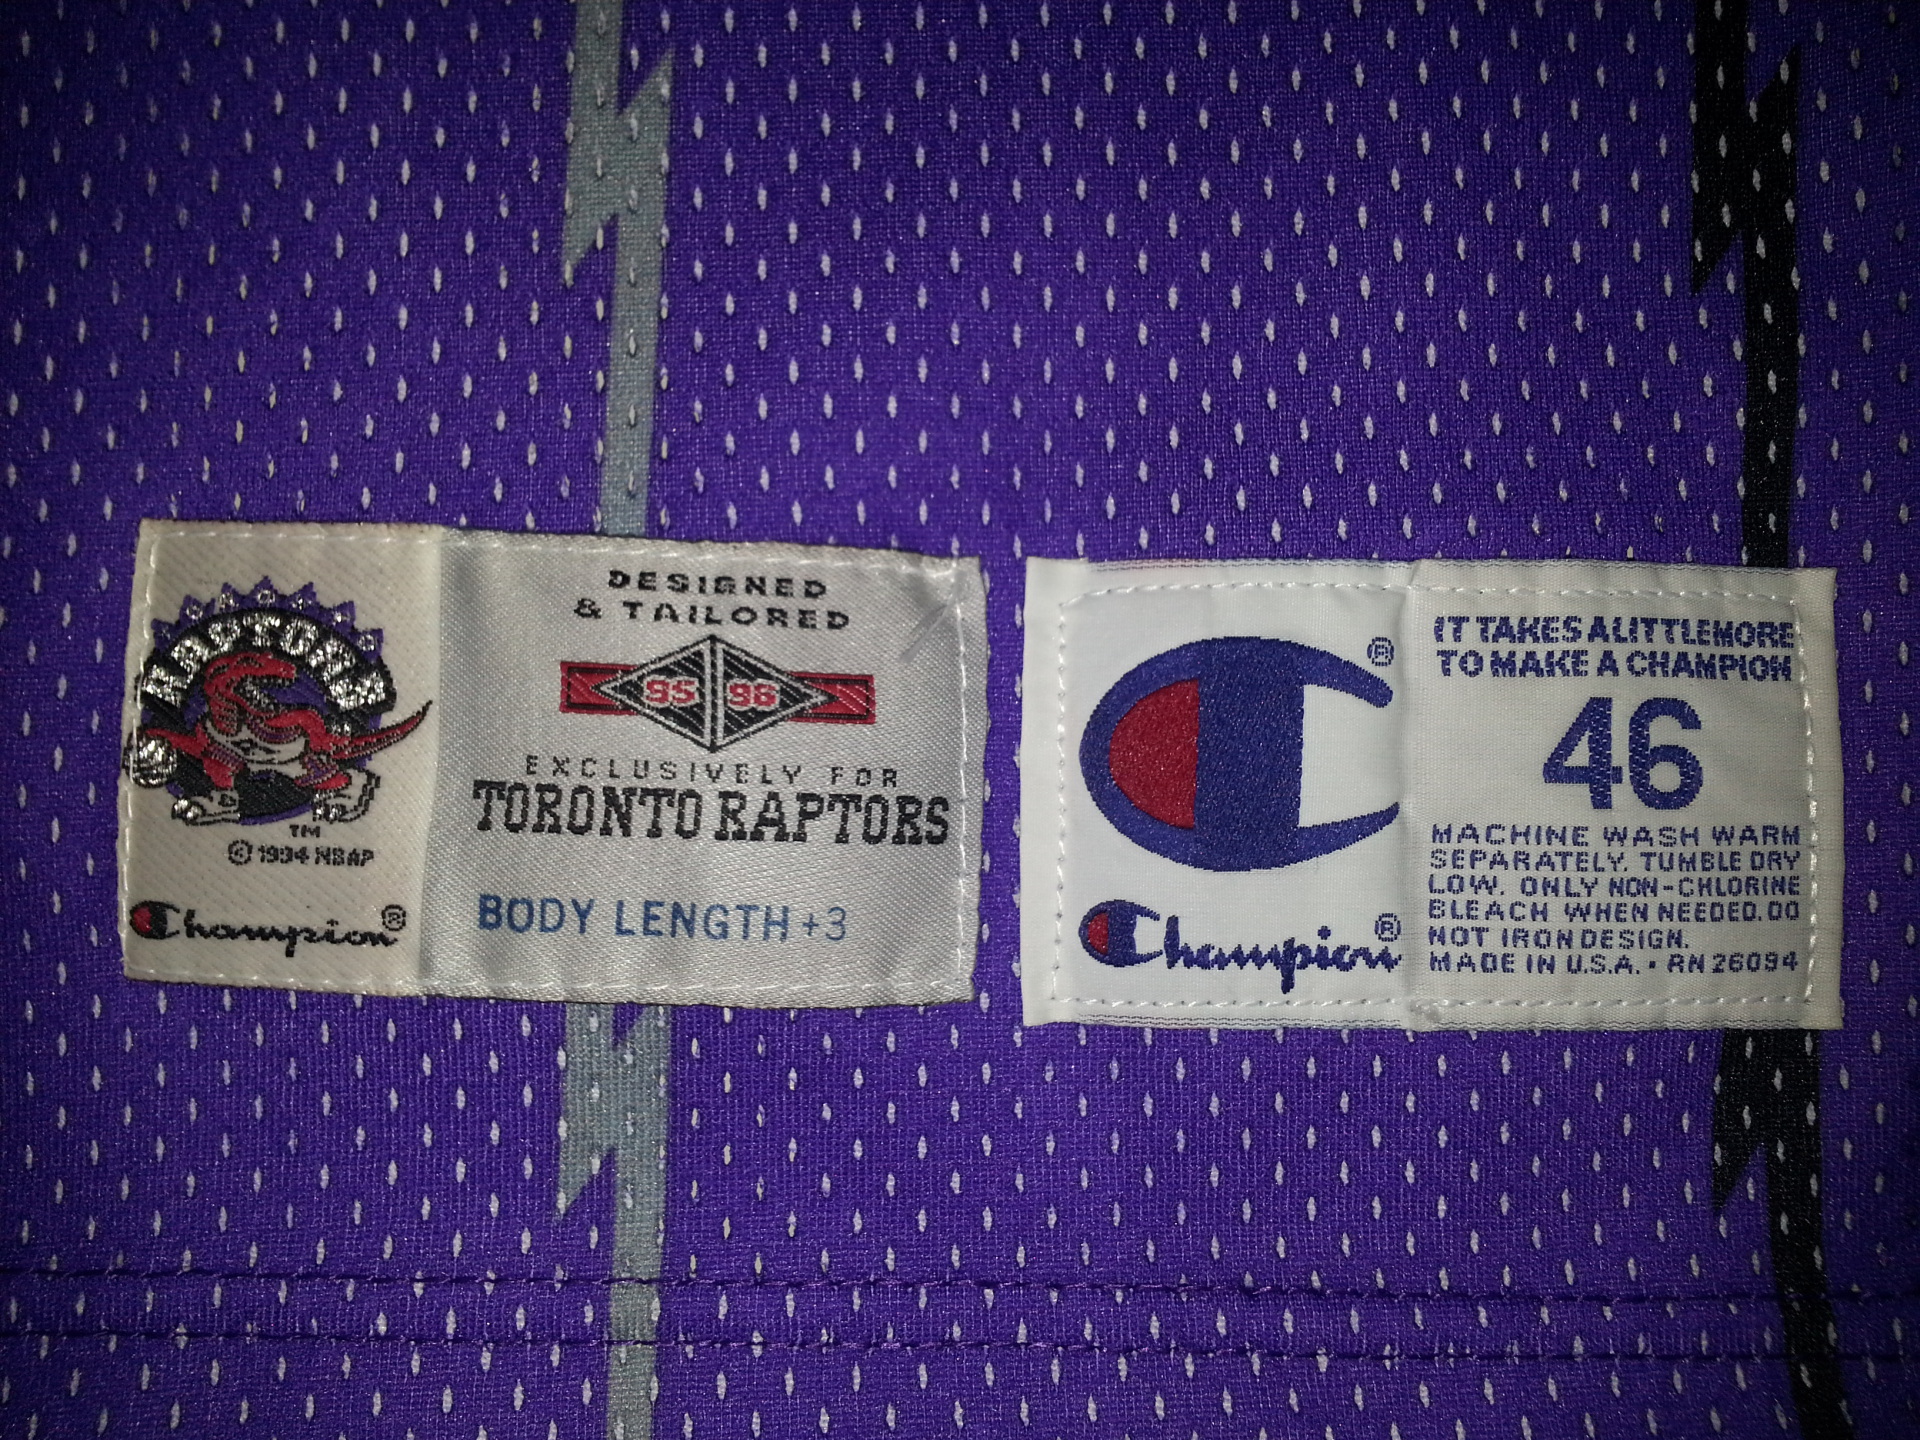 RAPTORS
TM
© 1994 NBAP
Champion®
DESIGNED
& TAILORED
95 96
EXCLUSIVELY FOR
TORONTO RAPTORS
BODY LENGTH +3
®
Champion®
IT TAKES A LITTLE MORE
TO MAKE A CHAMPION
46
MACHINE WASH WARM
SEPARATELY. TUMBLE DRY
LOW. ONLY NON-CHLORINE
BLEACH WHEN NEEDED. DO
NOT IRON DESIGN.
MADE IN U.S.A. • RN 26094